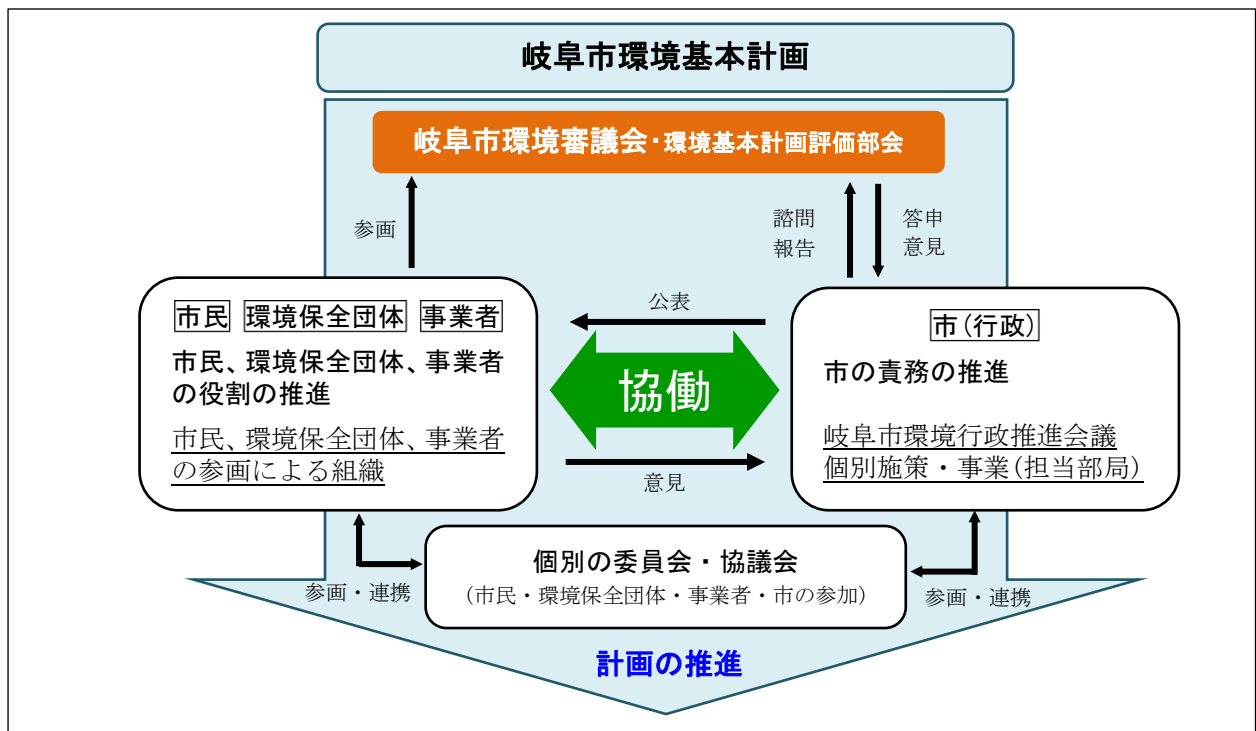 岐阜市環境基本計画
岐阜市環境審議会・環境基本計画評価部会
参画
諮問
報告
答申
意見
市民 環境保全団体 事業者
市民、環境保全団体、事業者
の役割の推進
市民、環境保全団体、事業者
の参画による組織
公表
協働
意見
市(行政)
市の責務の推進
岐阜市環境行政推進会議
個別施策・事業(担当部局)
個別の委員会・協議会
(市民・環境保全団体・事業者・市の参加)
参画・連携
参画・連携
計画の推進